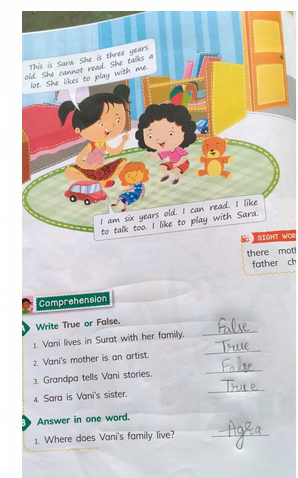 This is Sara. She is three years
old. She cannot read. She talks a
lot. She likes to play with me.
I am six years old. I can read. I like
to talk too. I like to play with Sara.
SIGHT WOR
there mot
father ch
Comprehension
A Write True or False.
1. Vani lives in Surat with her family. False
2. Vani's mother is an artist. True
3. Grandpa tells Vani stories. False
4. Sara is Vani's sister. True
B Answer in one word.
1. Where does Vani's family live? Agra